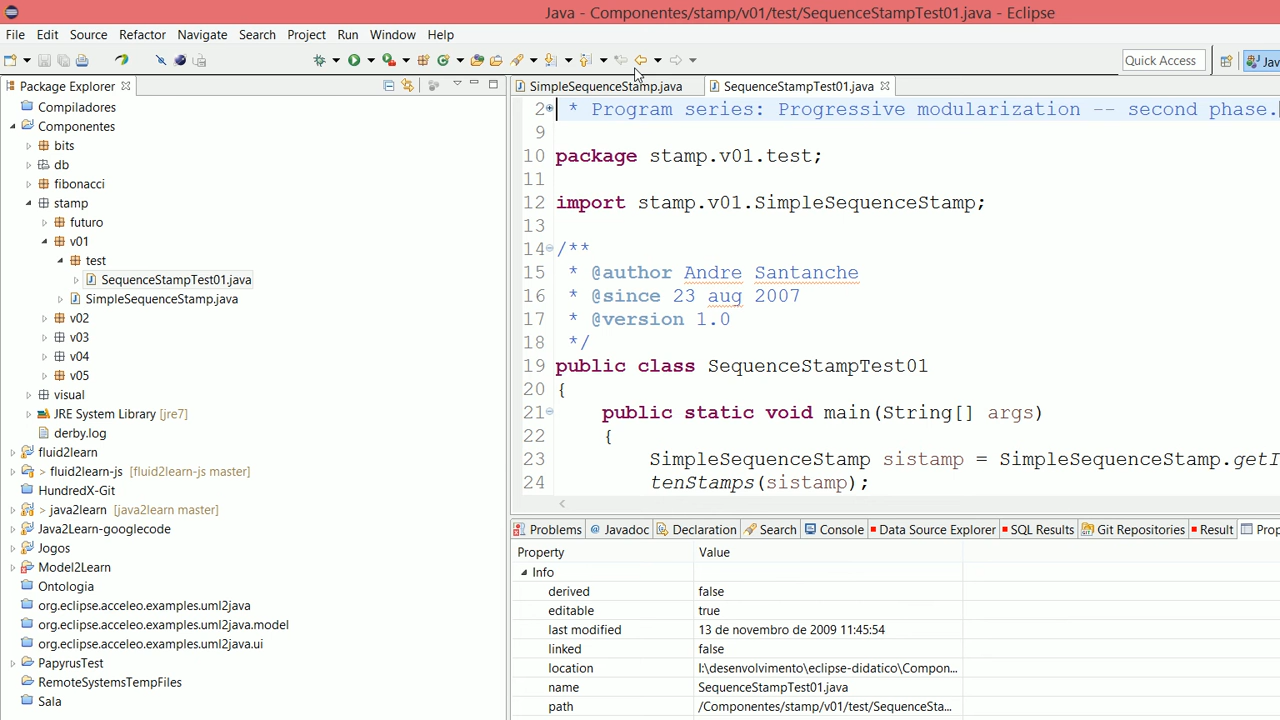 Java - Componentes/stamp/v01/test/SequenceStampTest01.java - Eclipse
File Edit Source Refactor Navigate Search Project Run Window Help
Quick Access
Jav
Package Explorer
SimpleSequenceStamp.java
SequenceStampTest01.java
Compiladores
Componentes
bits
db
fibonacci
stamp
futuro
v01
test
SequenceStampTest01.java
SimpleSequenceStamp.java
v02
v03
v04
v05
visual
JRE System Library [jre7]
derby.log
fluid2learn
> fluid2learn-js [fluid2learn-js master]
HundredX-Git
> java2learn [java2learn master]
Java2Learn-googlecode
Jogos
Model2Learn
Ontologia
org.eclipse.acceleo.examples.uml2java
org.eclipse.acceleo.examples.uml2java.model
org.eclipse.acceleo.examples.uml2java.ui
PapyrusTest
RemoteSystemsTempFiles
Sala
2 * Program series: Progressive modularization -- second phase.
9
10 package stamp.v01.test;
11
12 import stamp.v01.SimpleSequenceStamp;
13
14 /**
15 * @author Andre Santanche
16 * @since 23 aug 2007
17 * @version 1.0
18 */
19 public class SequenceStampTest01
20 {
21 public static void main(String[] args)
22 {
23 SimpleSequenceStamp sistamp = SimpleSequenceStamp.getI
24 tenStamps(sistamp);
Problems @ Javadoc Declaration Search Console Data Source Explorer SQL Results Git Repositories Result Prop
Property Value
Info
derived false
editable true
last modified 13 de novembro de 2009 11:45:54
linked false
location I:\desenvolvimento\eclipse-didatico\Compon...
name SequenceStampTest01.java
path /Componentes/stamp/v01/test/SequenceSta...